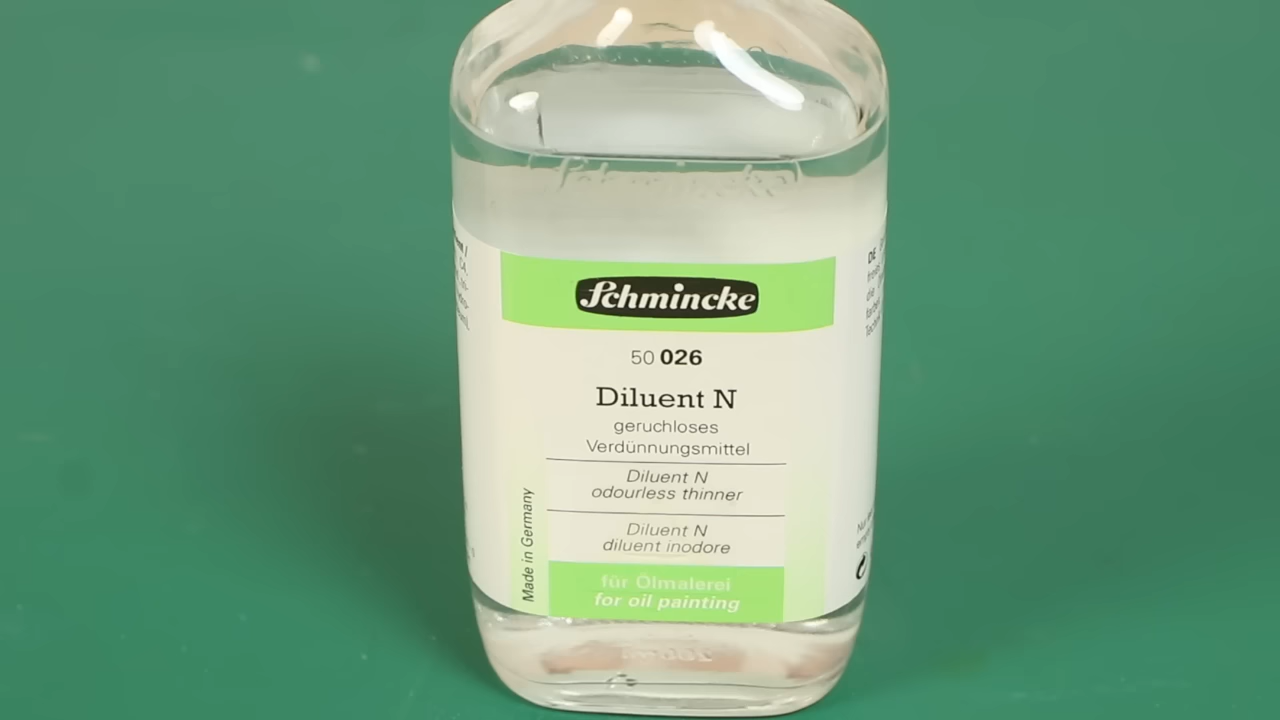 Schmincke
50 026
Diluent N
geruchloses
Verdünnungsmittel
Diluent N
odourless thinner
Diluent N
diluent inodore
für Ölmalerei
for oil painting
Made in Germany
DE